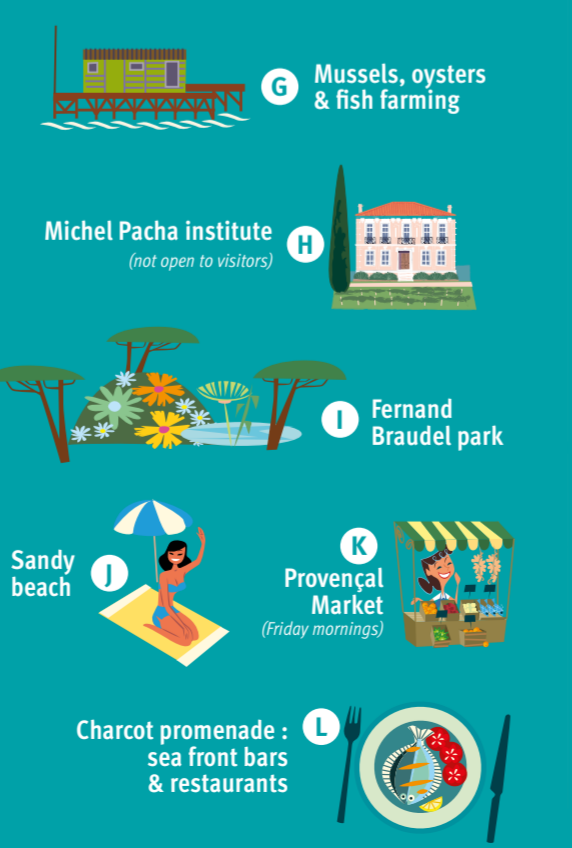 G
Mussels, oysters
& fish farming
Michel Pacha institute
(not open to visitors)
H
I
Fernand
Braudel park
Sandy
beach
J
K
Provençal
Market
(Friday mornings)
Charcot promenade :
sea front bars
& restaurants
L